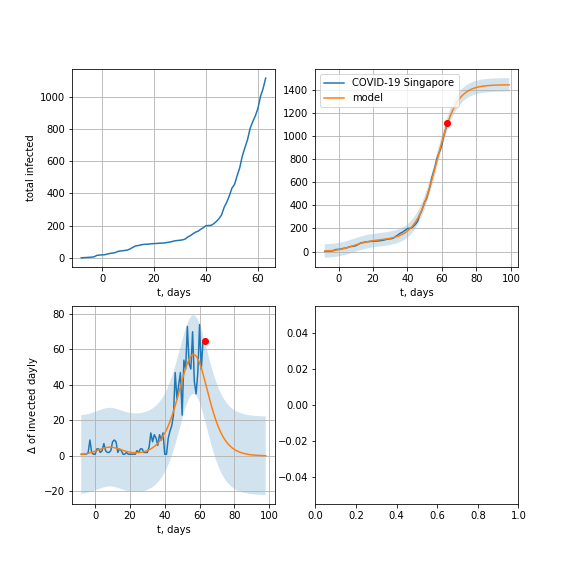 1000
800
600
400
200
0
total infected
0 20 40 60
t, days
COVID-19 Singapore
model
1400
1200
1000
800
600
400
200
0
0 20 40 60 80 100
t, days
80
60
40
20
0
−20
Δ of invected dayly
0 20 40 60 80 100
t, days
0.04
0.02
0.00
−0.02
−0.04
0.0 0.2 0.4 0.6 0.8 1.0